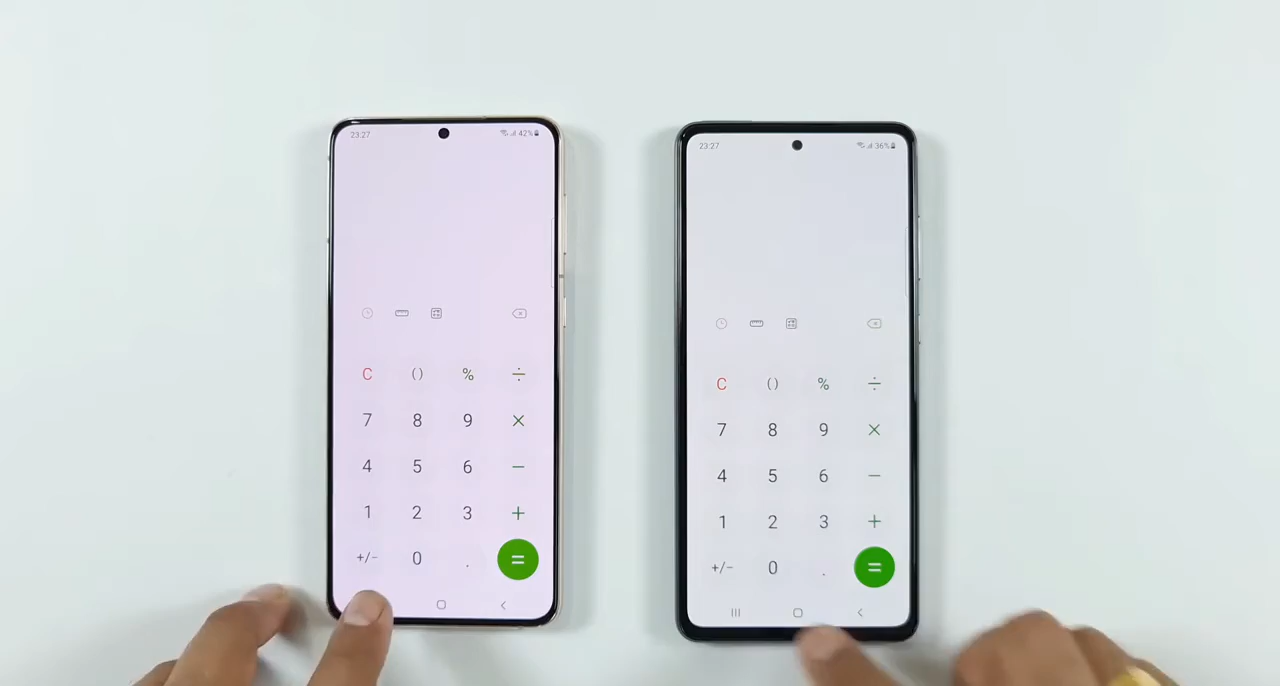 23:27 42%
C () % ÷
7 8 9 ×
4 5 6 −
1 2 3 +
+/− 0 . =
23:27 36%
C () % ÷
7 8 9 ×
4 5 6 −
1 2 3 +
+/− 0 . =